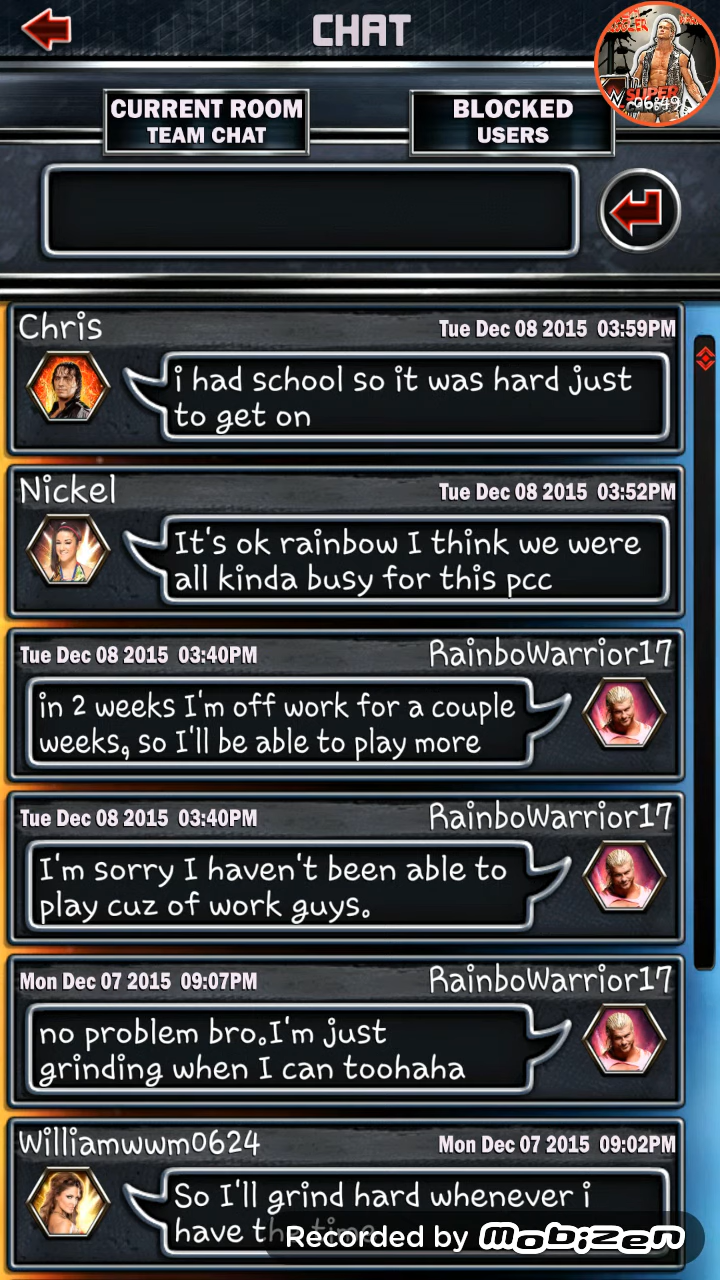 CHAT
SUPER
06:49
CURRENT ROOM
TEAM CHAT
BLOCKED
USERS
Chris
Tue Dec 08 2015 03:59PM
i had school so it was hard just
to get on
Nickel
Tue Dec 08 2015 03:52PM
It's ok rainbow I think we were
all kinda busy for this pcc
Tue Dec 08 2015 03:40PM
RainboWarrior17
in 2 weeks I'm off work for a couple
weeks, so I'll be able to play more
Tue Dec 08 2015 03:40PM
RainboWarrior17
I'm sorry I haven't been able to
play cuz of work guys.
Mon Dec 07 2015 09:07PM
RainboWarrior17
no problem bro.I'm just
grinding when I can toohaha
Williamwwm0624
Mon Dec 07 2015 09:02PM
So I'll grind hard whenever i
have the time
Recorded by mobizen